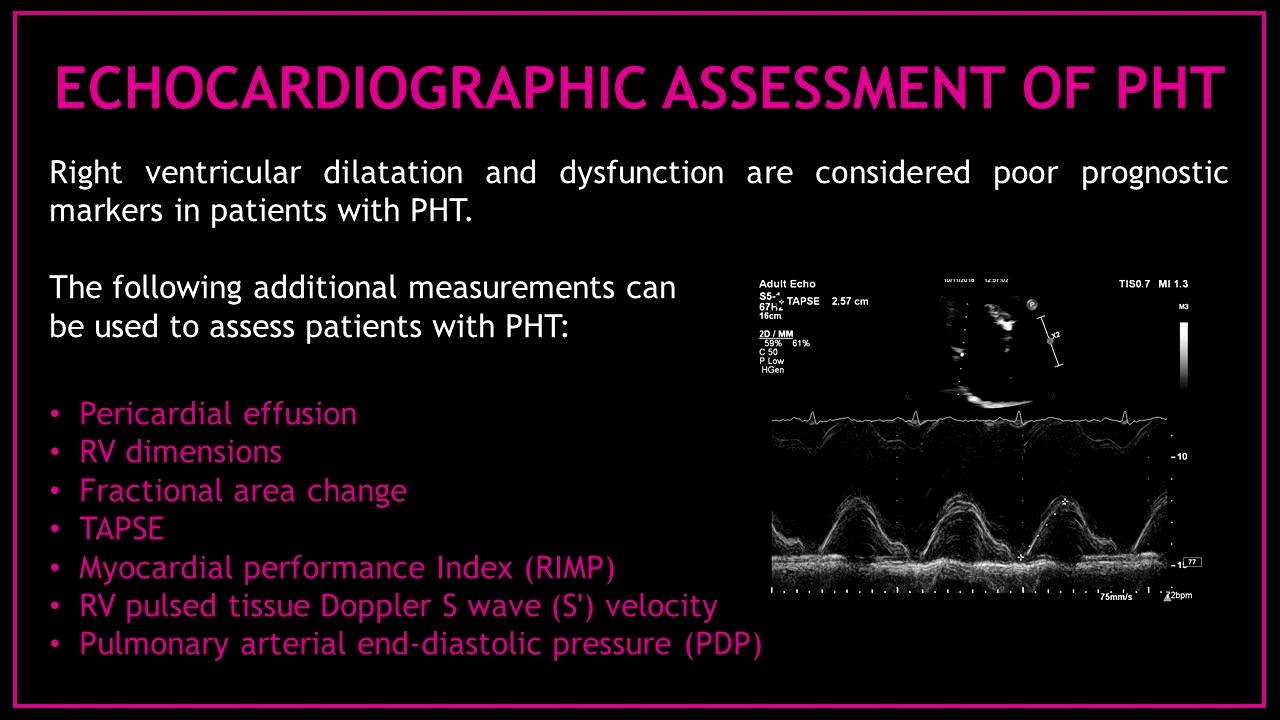 ECHOCARDIOGRAPHIC ASSESSMENT OF PHT
Right ventricular dilatation and dysfunction are considered poor prognostic
markers in patients with PHT.
The following additional measurements can
be used to assess patients with PHT:
• Pericardial effusion
• RV dimensions
• Fractional area change
• TAPSE
• Myocardial performance Index (RIMP)
• RV pulsed tissue Doppler S wave (S') velocity
• Pulmonary arterial end-diastolic pressure (PDP)
Adult Echo
TIS0.7 MI 1.3
TAPSE 2.57 cm
16cm
M3
2D / MM
59% 61%
C 50
P Low
HGen
X2
-10
77
75mm/s
72bpm